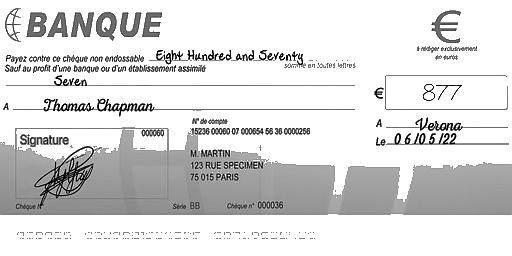 BANQUE
€
à rédiger exclusivement
en euros
Payez contre ce chèque non endossable Eight Hundred and Seventy
Sauf au profit d'une banque ou d'un établissement assimilé somme en toutes lettres
Seven
€ 877
A Thomas Chapman
A Verona
Le 06/05/22
Signature
000060
N° de compte
15236 00060 07 000654 56 36 0000256
M. MARTIN
123 RUE SPECIMEN
75 015 PARIS
Chèque N° Série BB Chèque n° 000036